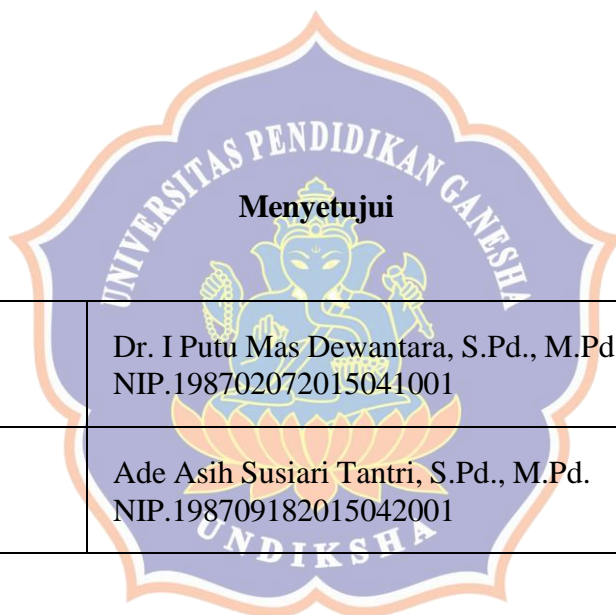 UNIVERSITAS PENDIDIKAN GANESHA
Menyetujui
Dr. I Putu Mas Dewantara, S.Pd., M.Pd
NIP.198702072015041001
Ade Asih Susiari Tantri, S.Pd., M.Pd.
NIP.198709182015042001
UNDIKSHA